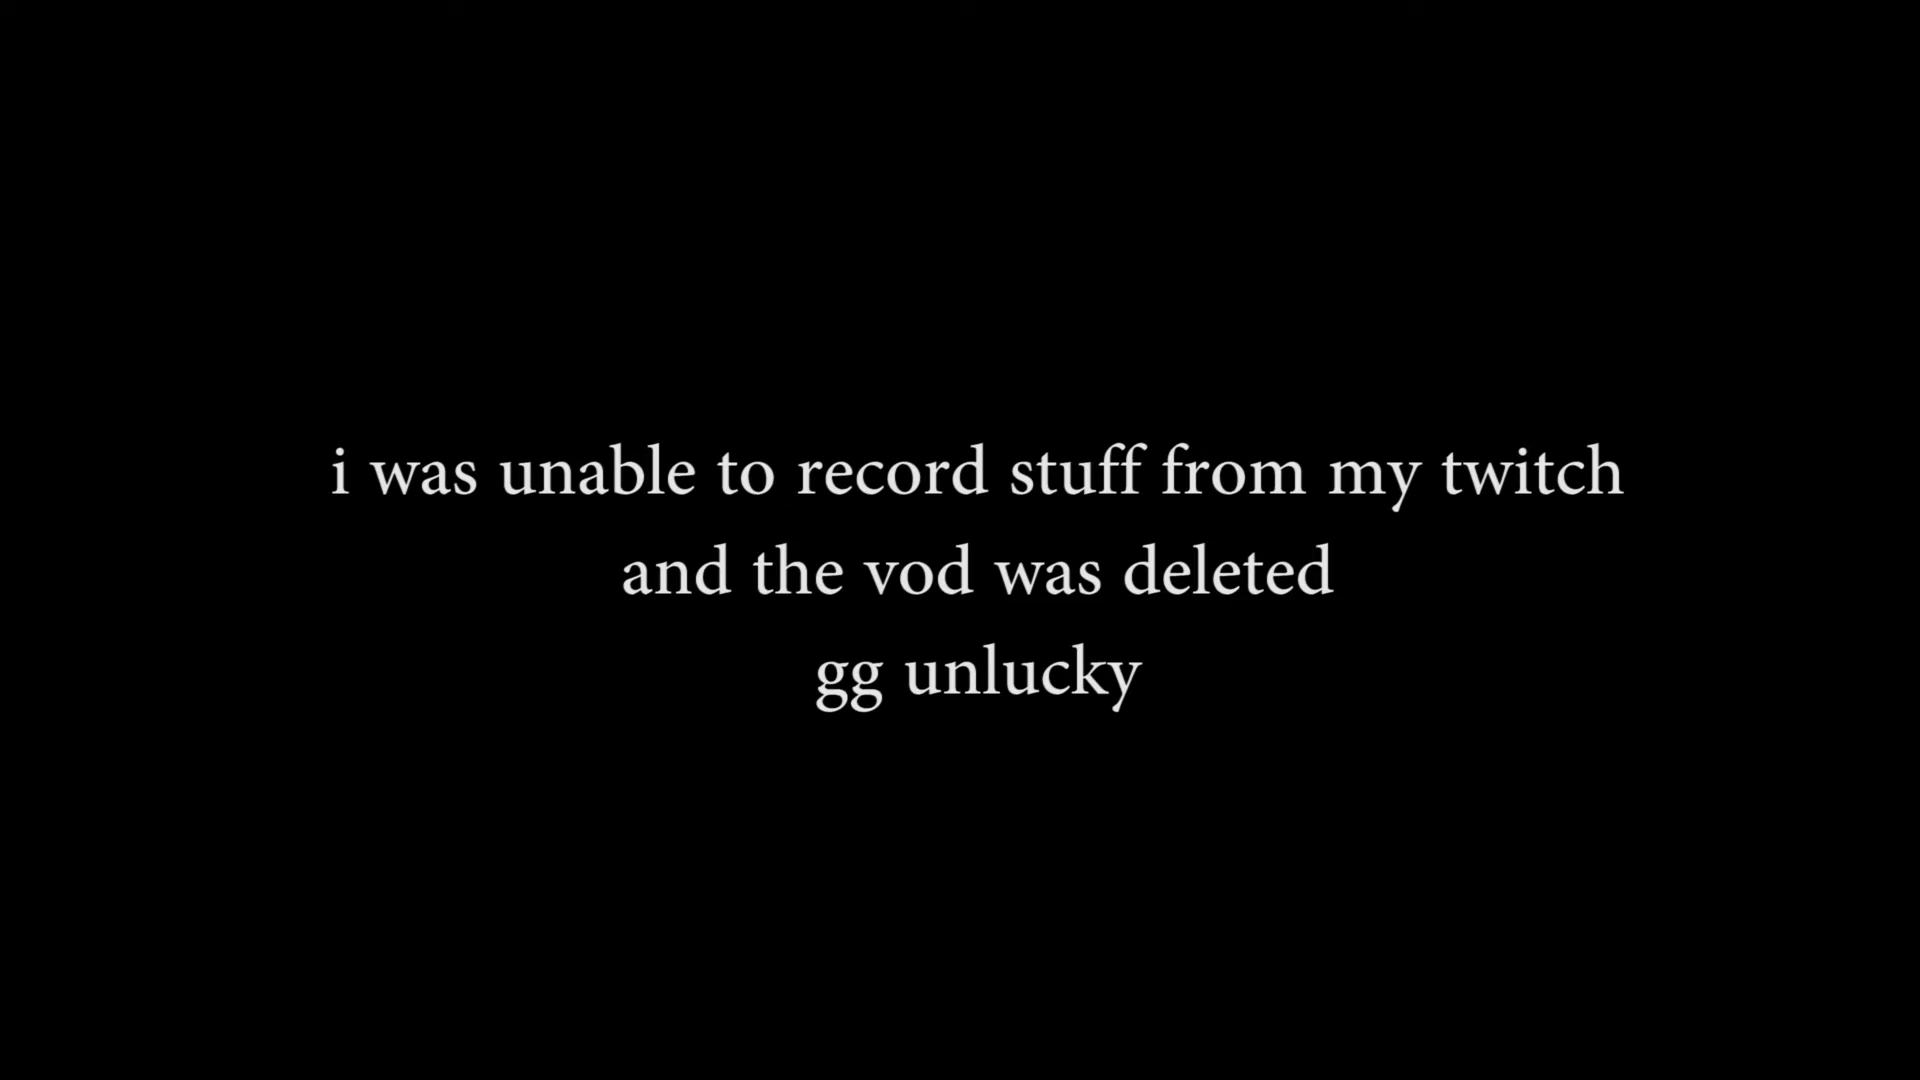 i was unable to record stuff from my twitch
and the vod was deleted
gg unlucky